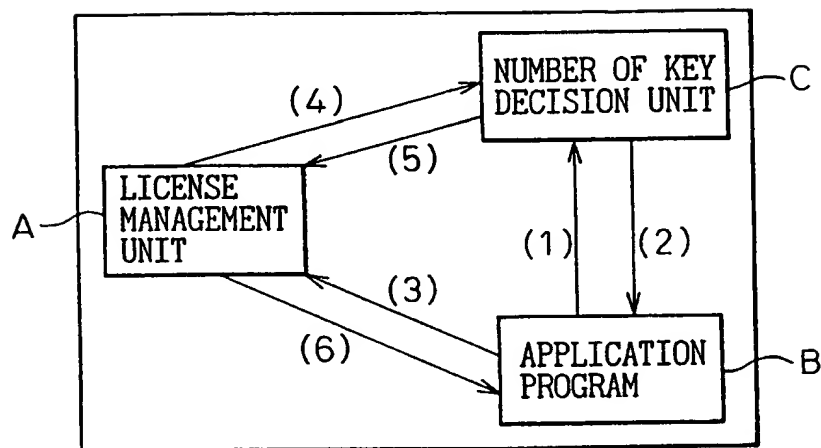 NUMBER OF KEY
DECISION UNIT
C
(4)
(5)
LICENSE
MANAGEMENT
UNIT
A
(1)
(2)
(3)
(6)
APPLICATION
PROGRAM
B